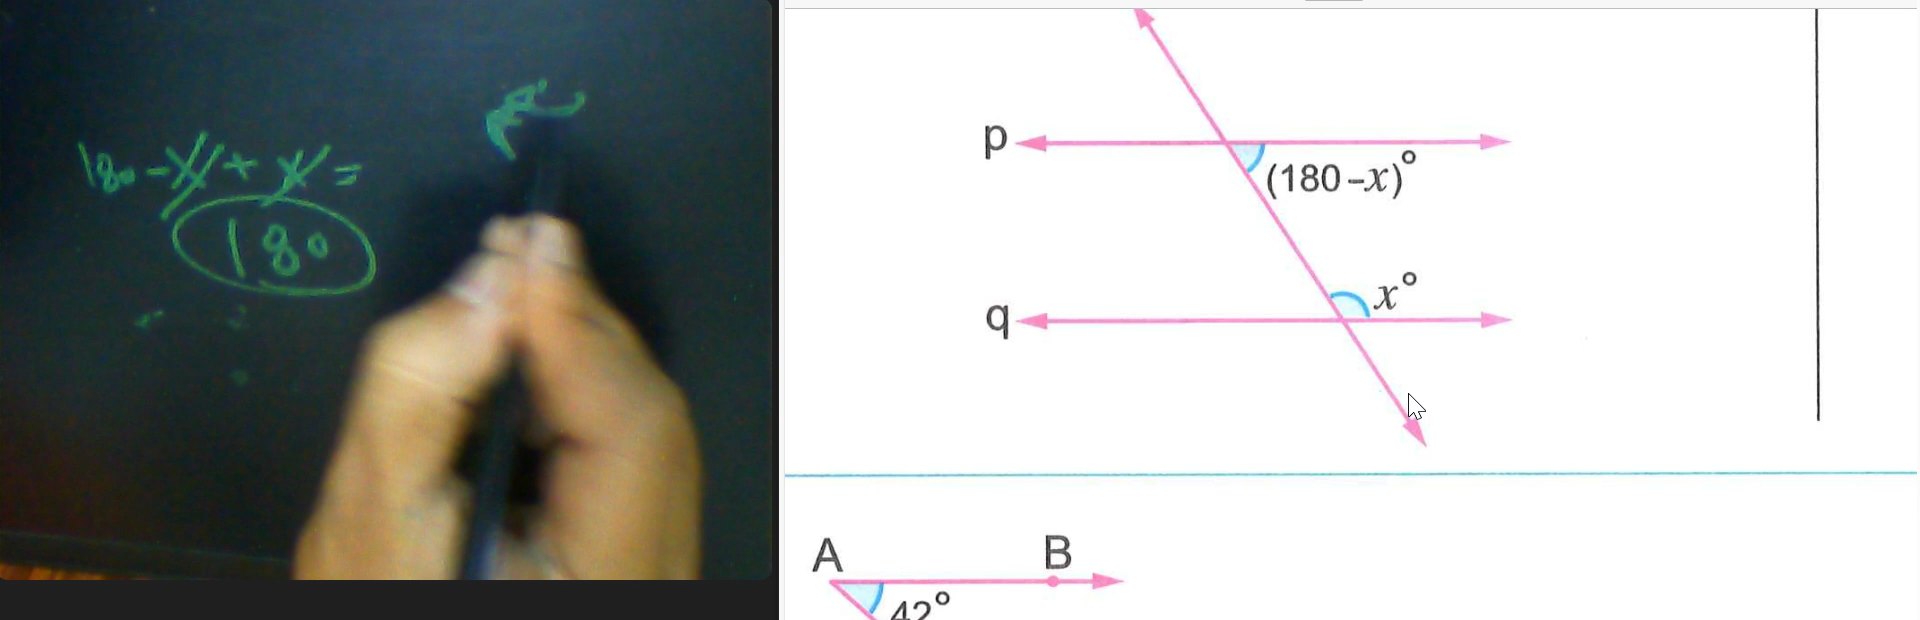 180 - x + x =
180
p
(180-x)°
x°
q
A B
42°